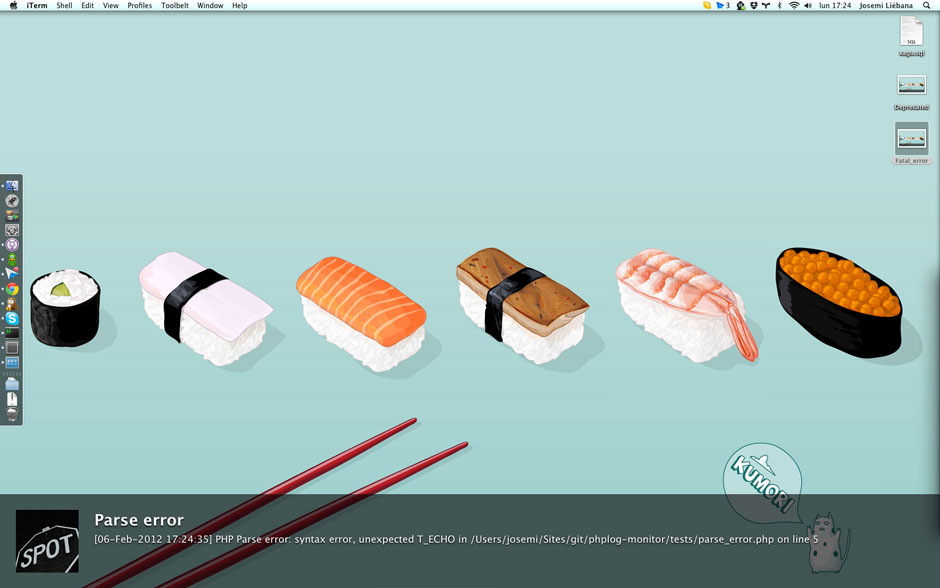 iTerm Shell Edit View Profiles Toolbelt Window Help 3 lun 17:24 Josemi Liébana
SQL
Deprecated
Fatal_error
KUMORI
SPOT
Parse error
[06-Feb-2012 17:24:35] PHP Parse error: syntax error, unexpected T_ECHO in /Users/josemi/Sites/git/phplog-monitor/tests/parse_error.php on line 5